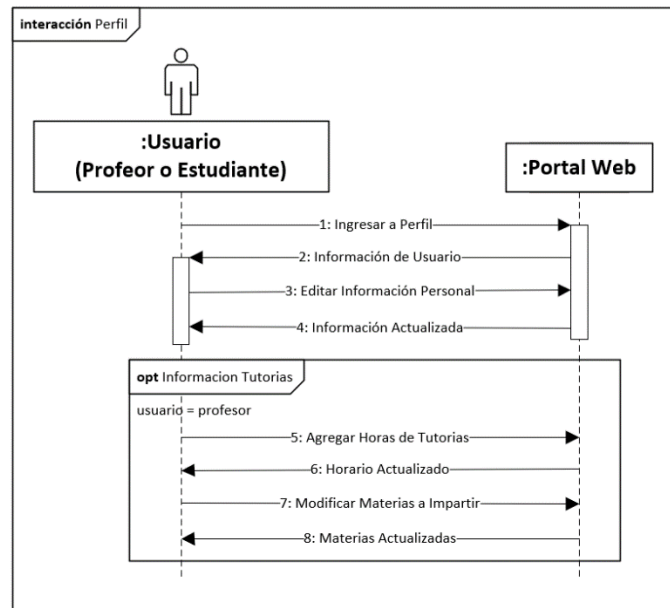 interacción Perfil
:Usuario
(Profeor o Estudiante)
:Portal Web
1: Ingresar a Perfil
2: Información de Usuario
3: Editar Información Personal
4: Información Actualizada
opt Informacion Tutorias
usuario = profesor
5: Agregar Horas de Tutorias
6: Horario Actualizado
7: Modificar Materias a Impartir
8: Materias Actualizadas